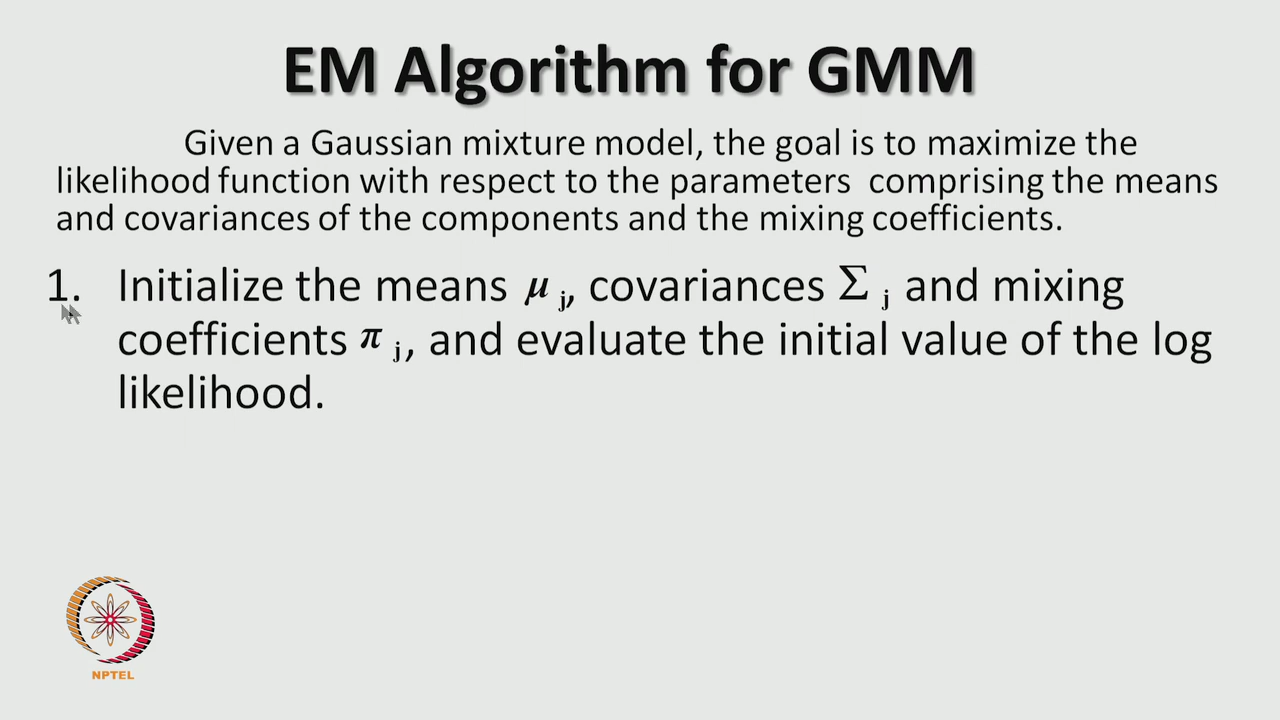 EM Algorithm for GMM
Given a Gaussian mixture model, the goal is to maximize the
likelihood function with respect to the parameters comprising the means
and covariances of the components and the mixing coefficients.
1. Initialize the means μ j, covariances Σ j and mixing
coefficients π j, and evaluate the initial value of the log
likelihood.
NPTEL